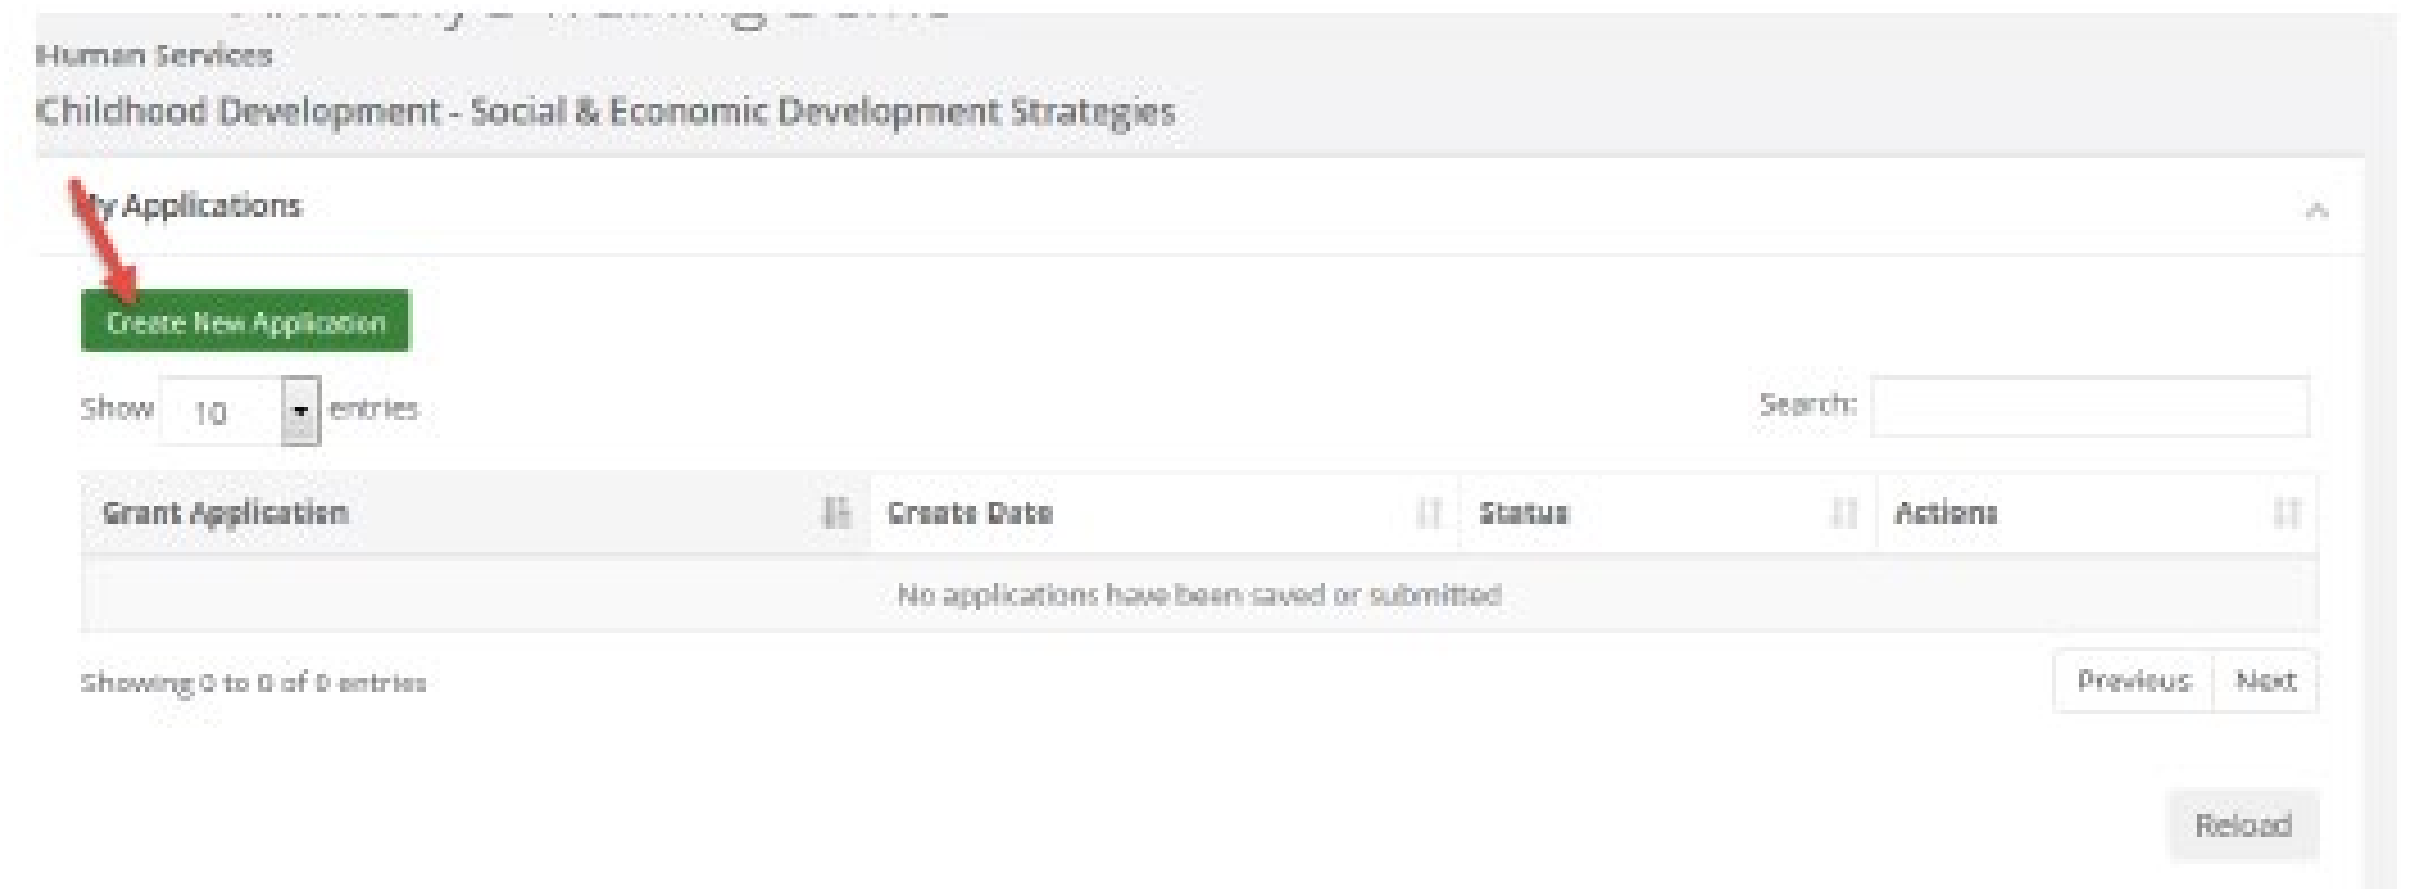 Human Services
Childhood Development - Social & Economic Development Strategies
My Applications
Create New Application
Show 10 entries
Search:
Grant Application Create Date Status Actions
No applications have been saved or submitted
Showing 0 to 0 of 0 entries
Previous Next
Reload